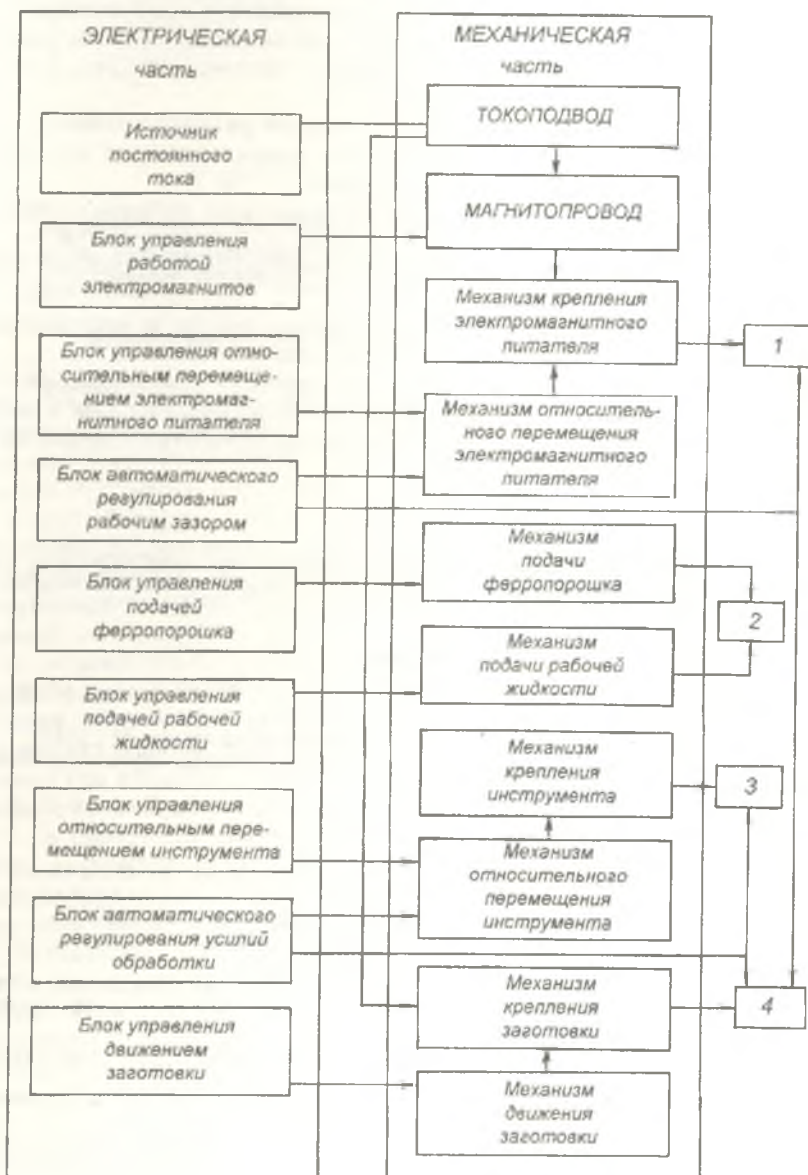 ЭЛЕКТРИЧЕСКАЯ
часть
Источник
постоянного
тока
Блок управления
работой
электромагнитов
Блок управления отно-
сительным перемеще-
нием электромаг-
нитного питателя
Блок автоматического
регулирования
рабочим зазором
Блок управления
подачей
ферропорошка
Блок управления
подачей рабочей
жидкости
Блок управления
относительным пере-
мещением инструмента
Блок автоматического
регулирования усилий
обработки
Блок управления
движением
заготовки
МЕХАНИЧЕСКАЯ
часть
ТОКОПОДВОД
МАГНИТОПРОВОД
Механизм крепления
электромагнитного
питателя
Механизм относитель-
ного перемещения
электромагнитного
питателя
Механизм
подачи
ферропорошка
Механизм
подачи рабочей
жидкости
Механизм
крепления
инструмента
Механизм
относительного
перемещения
инструмента
Механизм
крепления
заготовки
Механизм
движения
заготовки
1
2
3
4